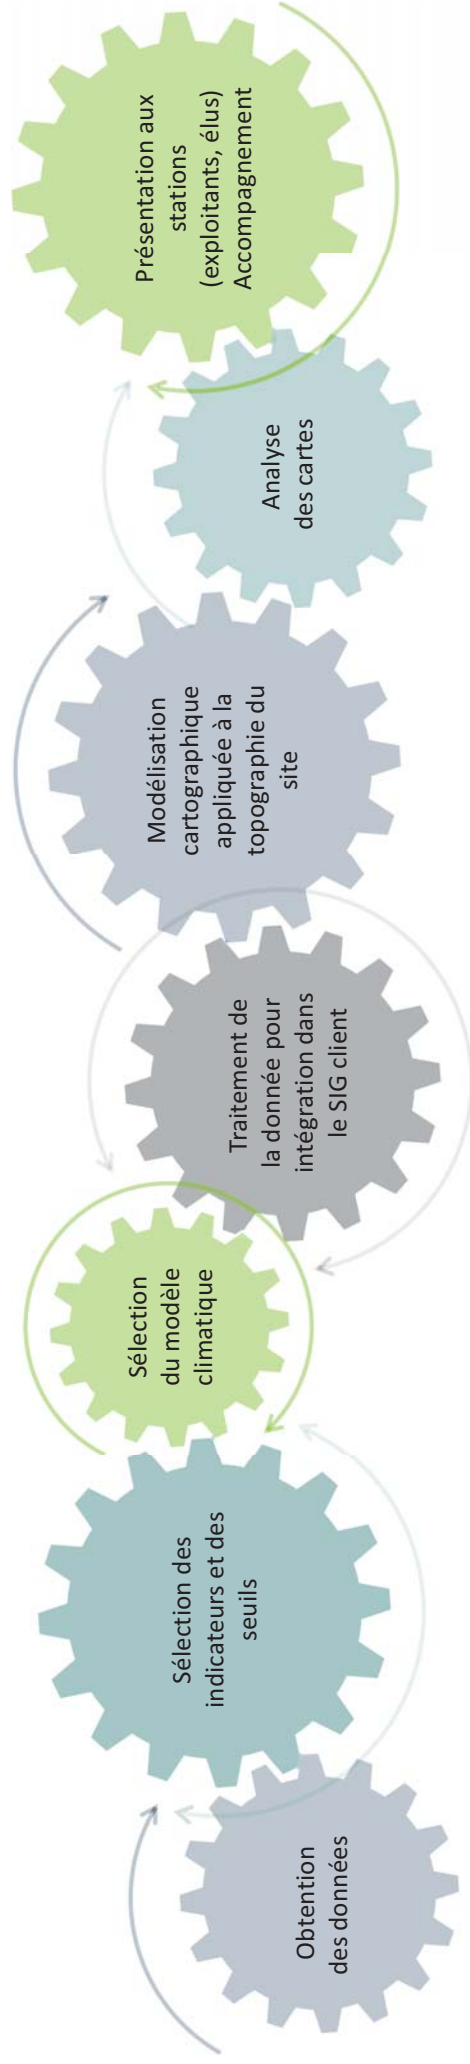 Obtention
des données
Sélection des
indicateurs et des
seuils
Sélection
du modèle
climatique
Traitement de
la donnée pour
intégration dans
le SIG client
Modélisation
cartographique
appliquée à la
topographie du
site
Analyse
des cartes
Présentation aux
stations
(exploitants, élus)
Accompagnement